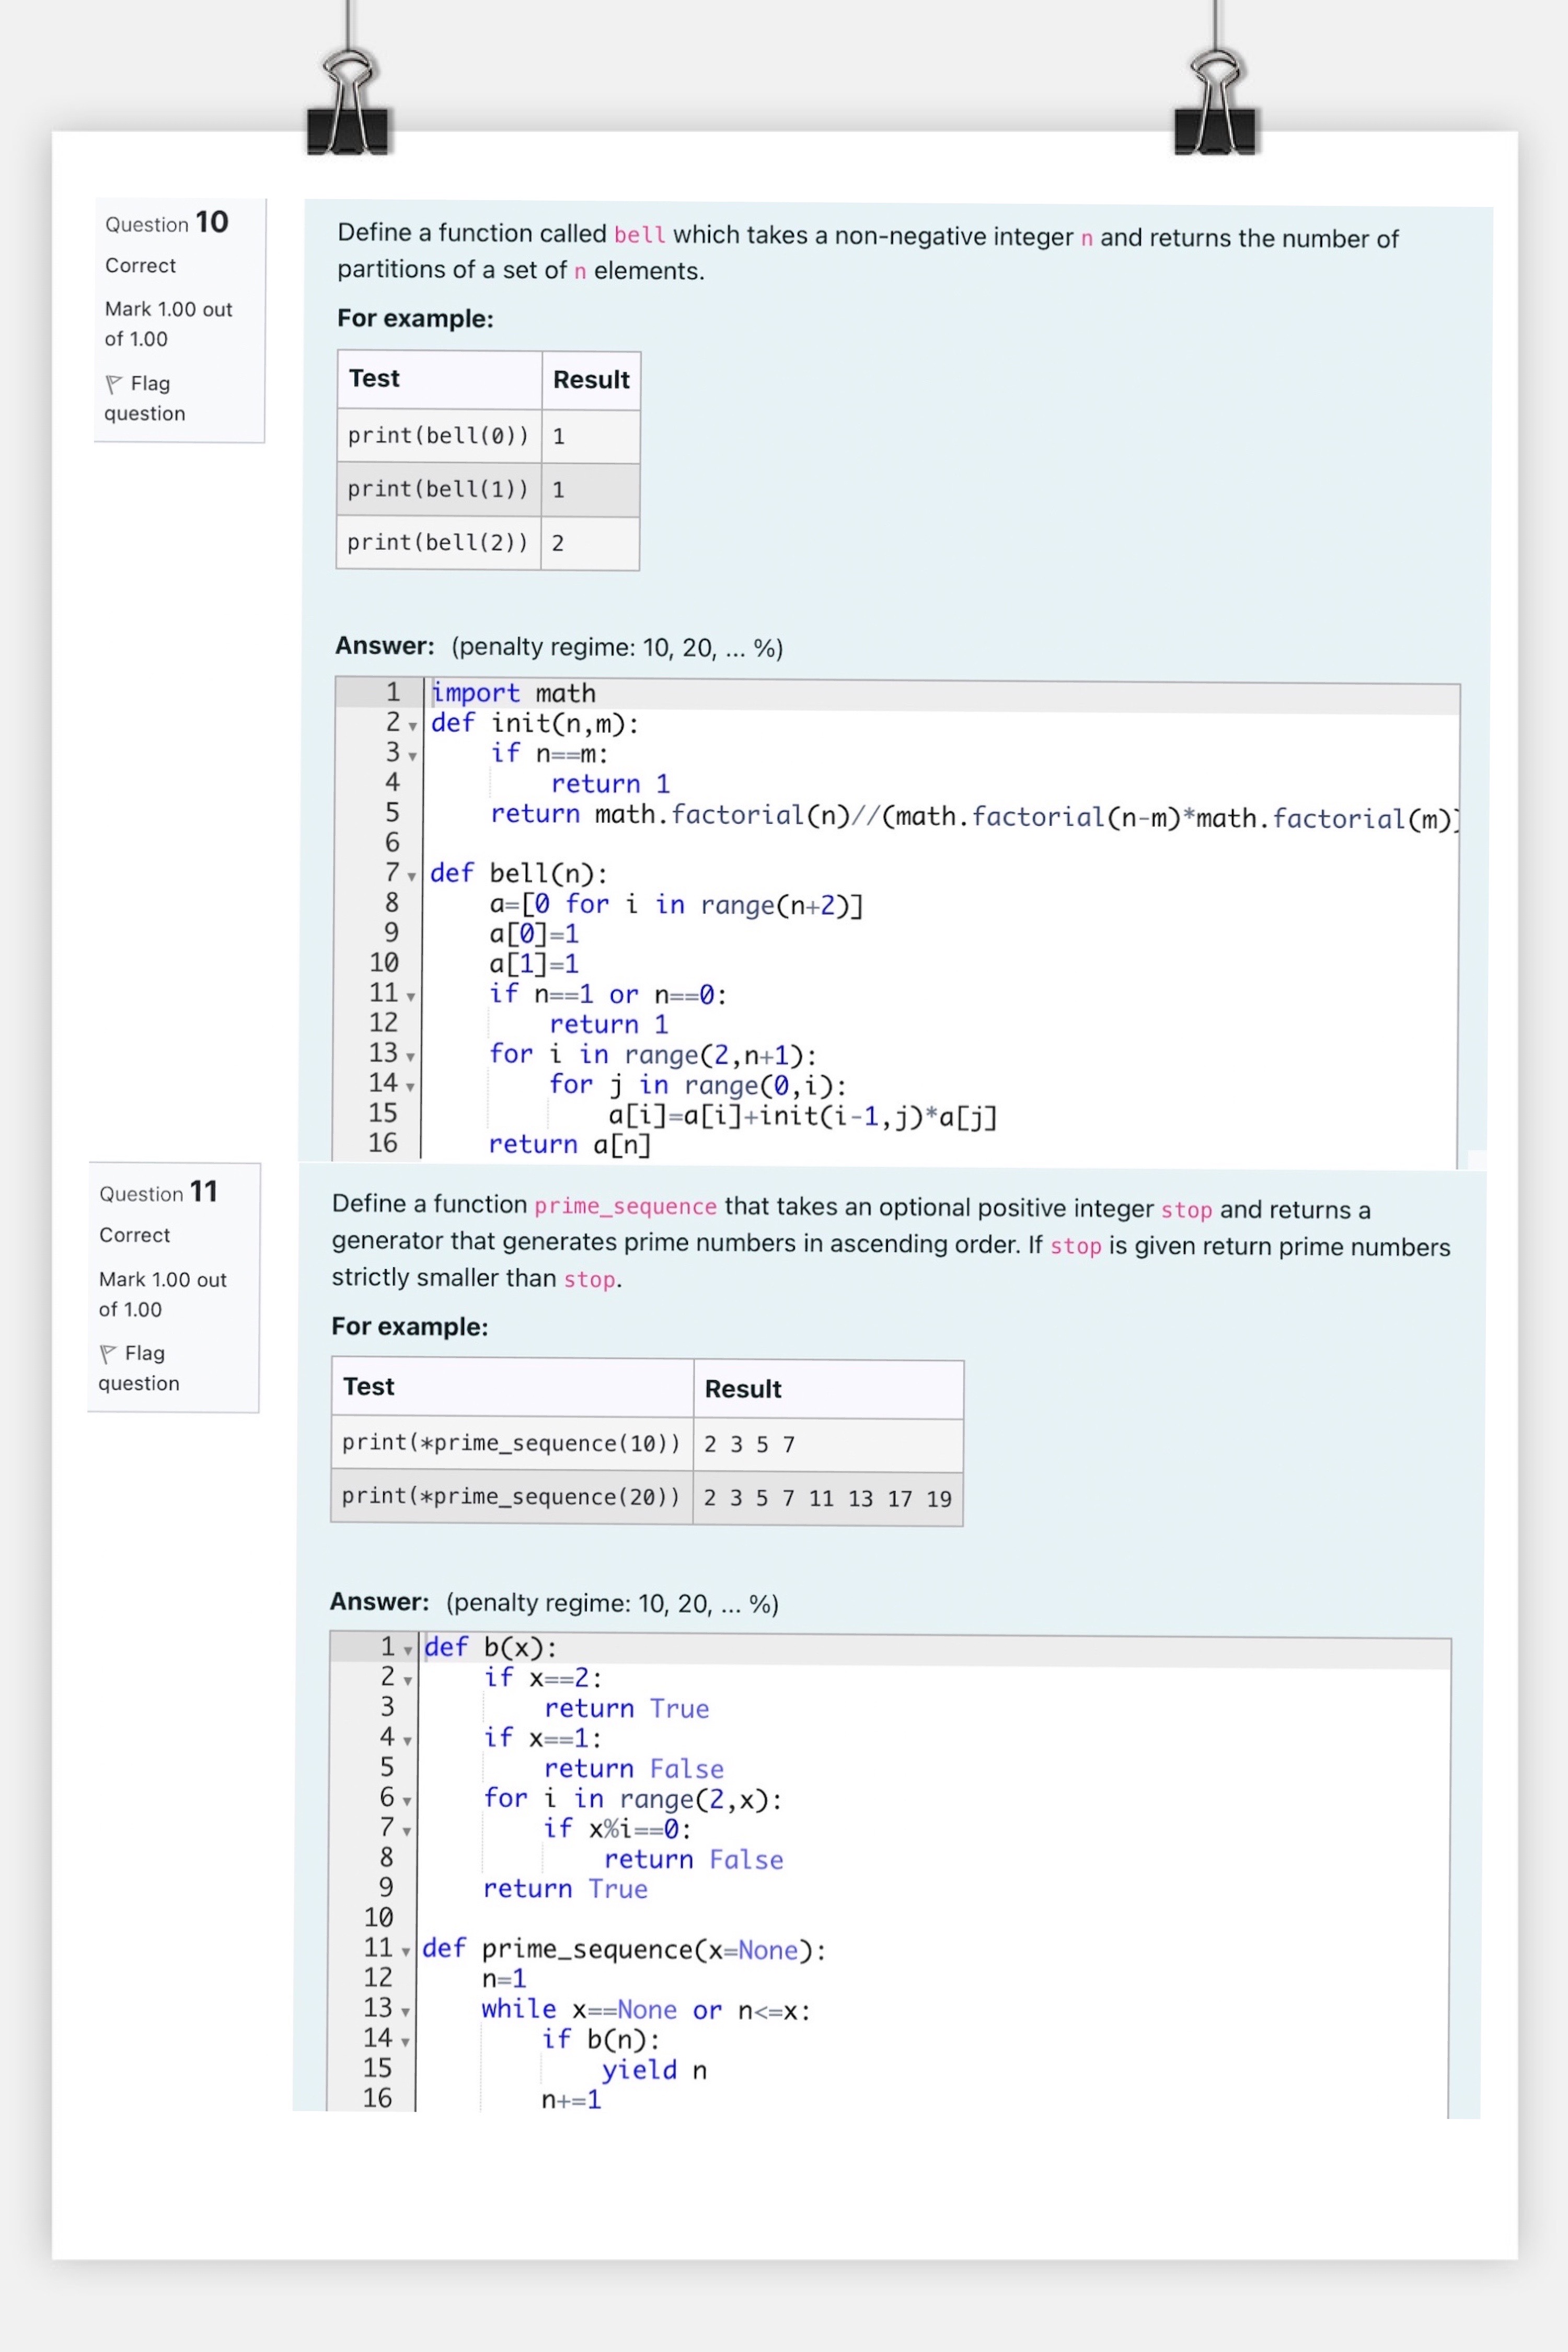 Question 10
Correct
Mark 1.00 out
of 1.00
Flag
question
Define a function called bell which takes a non-negative integer n and returns the number of
partitions of a set of n elements.
For example:
Test Result
print(bell(0)) 1
print(bell(1)) 1
print(bell(2)) 2
Answer: (penalty regime: 10, 20, ... %)
1 import math
2 def init(n,m):
3     if n==m:
4         return 1
5     return math.factorial(n)//(math.factorial(n-m)*math.factorial(m))
6
7 def bell(n):
8     a=[0 for i in range(n+2)]
9     a[0]=1
10     a[1]=1
11     if n==1 or n==0:
12         return 1
13     for i in range(2,n+1):
14         for j in range(0,i):
15             a[i]=a[i]+init(i-1,j)*a[j]
16     return a[n]
Question 11
Correct
Mark 1.00 out
of 1.00
Flag
question
Define a function prime_sequence that takes an optional positive integer stop and returns a
generator that generates prime numbers in ascending order. If stop is given return prime numbers
strictly smaller than stop.
For example:
Test Result
print(*prime_sequence(10)) 2 3 5 7
print(*prime_sequence(20)) 2 3 5 7 11 13 17 19
Answer: (penalty regime: 10, 20, ... %)
1 def b(x):
2     if x==2:
3         return True
4     if x==1:
5         return False
6     for i in range(2,x):
7         if x%i==0:
8             return False
9     return True
10
11 def prime_sequence(x=None):
12     n=1
13     while x==None or n<=x:
14         if b(n):
15             yield n
16         n+=1